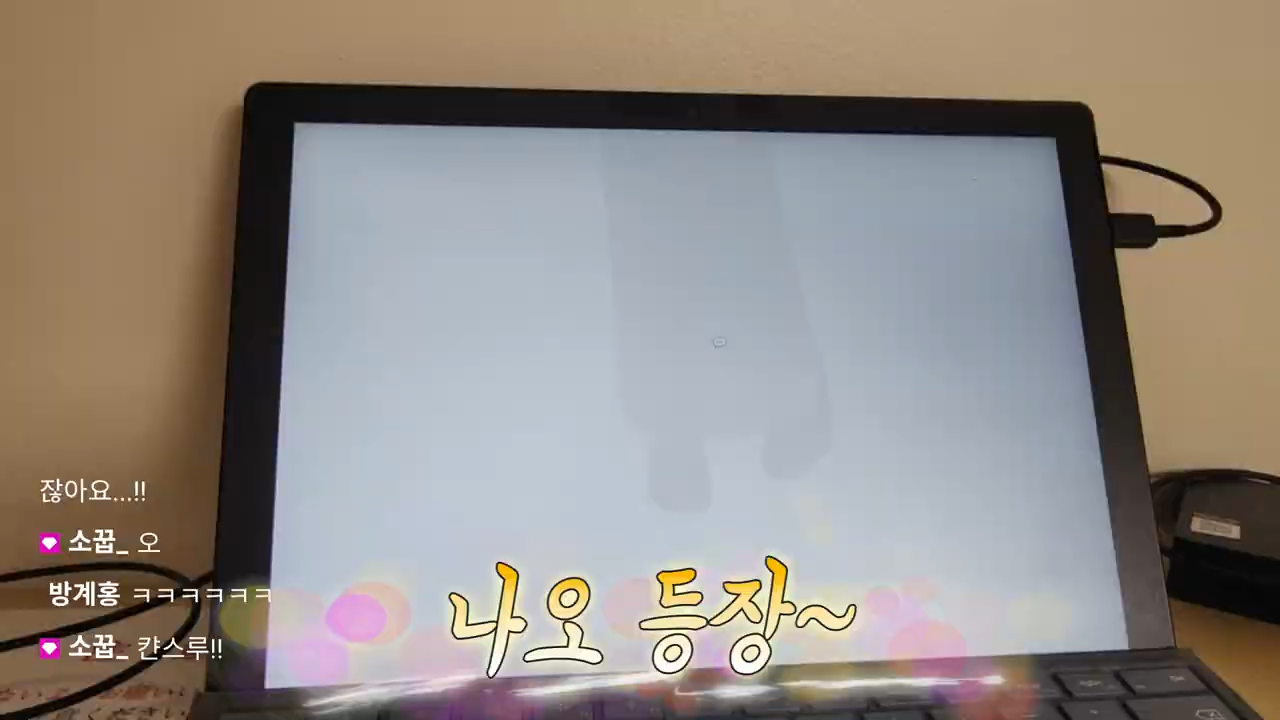 잖아요...!!
소꿉_ 오
방계홍 ㅋㅋㅋㅋㅋㅋ
소꿉_ 캰스루!!
나오 등장~